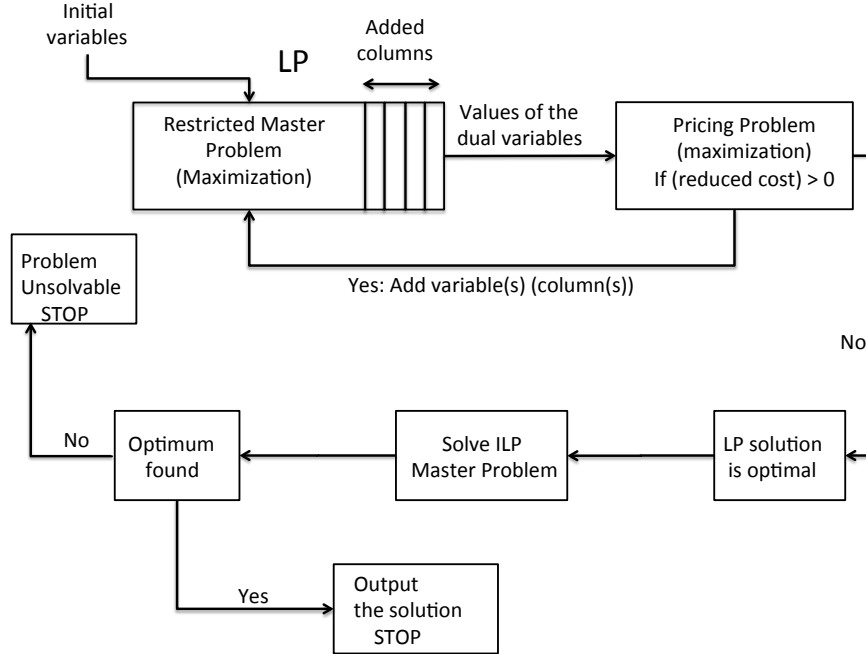 Initial
variables
LP
Added
columns
Restricted Master
Problem
(Maximization)
Values of the
dual variables
Pricing Problem
(maximization)
If (reduced cost) > 0
Yes: Add variable(s) (column(s))
Problem
Unsolvable
STOP
No
No
Optimum
found
Solve ILP
Master Problem
LP solution
is optimal
Yes
Output
the solution
STOP